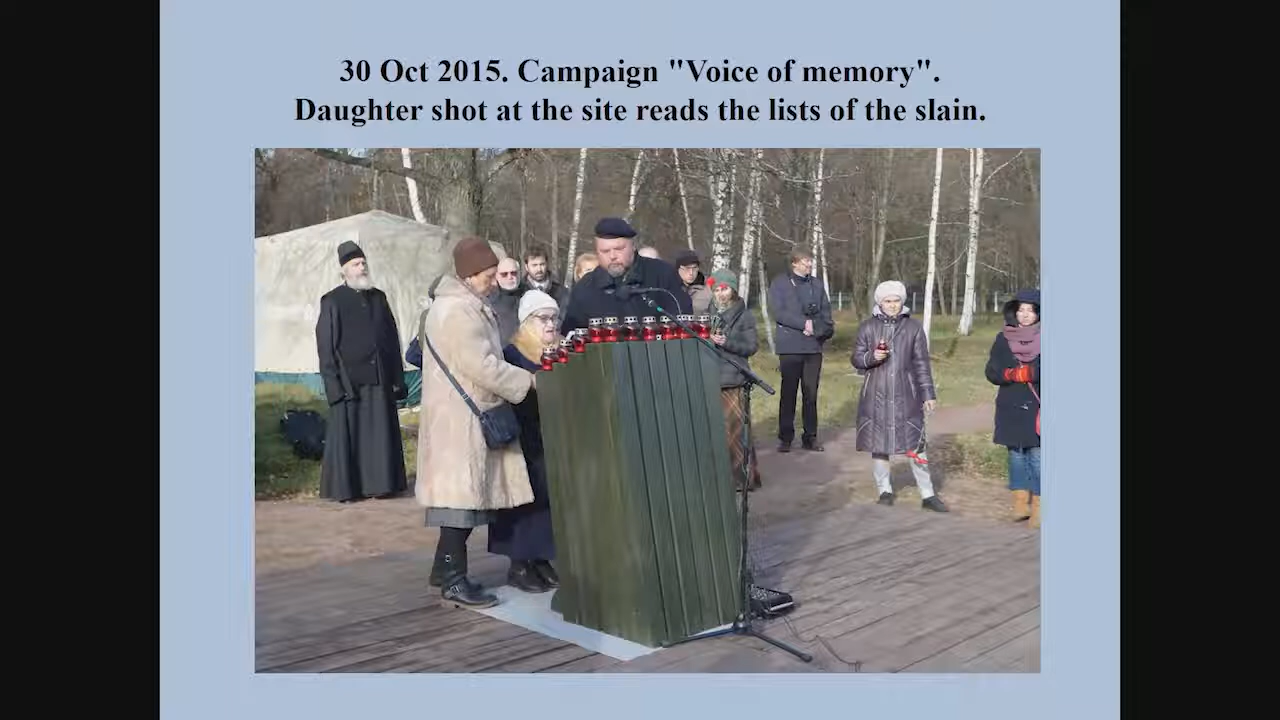 30 Oct 2015. Campaign "Voice of memory".
Daughter shot at the site reads the lists of the slain.